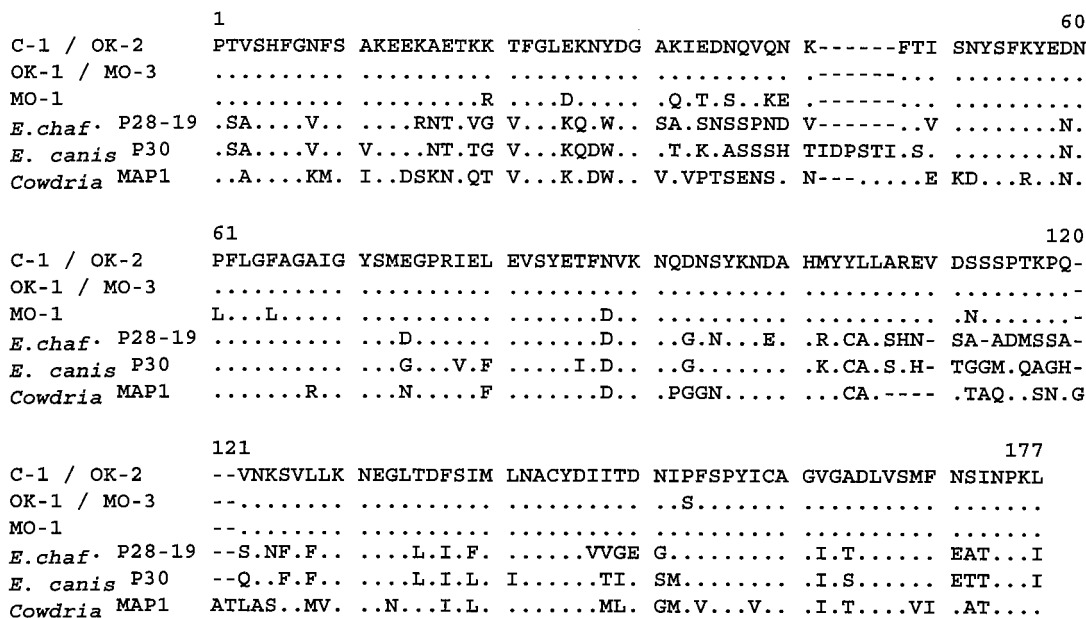 1 60
C-1 / OK-2 PTVSHFGNFS AKEEKAETKK TFGLEKNYDG AKIEDNQVQN K------FTI SNYSFKYEDN
OK-1 / MO-3 .......... .......... .......... .......... .------... ..........
MO-1 .......... .........R ....D..... .Q.T.S..KE .------... ..........
E.chaf. P28-19 .SA....V.. ....RNT.VG V...KQ.W.. SA.SNSSPND V------..V ........N.
E. canis P30 .SA....V.. V....NT.TG V...KQDW.. .T.K.ASSSH TIDPSTI.S. ........N.
Cowdria MAP1 ..A....KM. I..DSKN.QT V...K.DW.. V.VPTSENS. N---.....E KD...R..N.
61 120
C-1 / OK-2 PFLGFAGAIG YSMEGPRIEL EVSYETFNVK NQDNSYKNDA HMYYLLAREV DSSSPTKPQ-
OK-1 / MO-3 .......... .......... .......... .......... .......... .........-
MO-1 L...L..... .......... .......D.. .......... .......... .N.......-
E.chaf. P28-19 .......... ...D...... .......D.. ..G.N...E. .R.CA.SHN- SA-ADMSSA-
E. canis P30 .......... ...G...V.F .....I.D.. ..G....... .K.CA.S.H- TGGM.QAGH-
Cowdria MAP1 .......R.. ...N.....F .......D.. .PGGN..... ...CA.---- .TAQ..SN.G
121 177
C-1 / OK-2 --VNKSVLLK NEGLTDFSIM LNACYDIITD NIPFSPYICA GVGADLVSMF NSINPKL
OK-1 / MO-3 --........ .......... .......... ..S....... .......... .......
MO-1 --........ .......... .......... .......... .......... .......
E.chaf. P28-19 --S.NF.F.. ....L.I.F. ......VVGE G......... ..I.T..... EAT...I
E. canis P30 --Q..F.F.. ....L.I.L. I.....TI.. SM........ ..I.S..... ETT...I
Cowdria MAP1 ATLAS..MV. ..N...I.L. ......ML.. GM.V...V.. ..I.T...VI .AT....